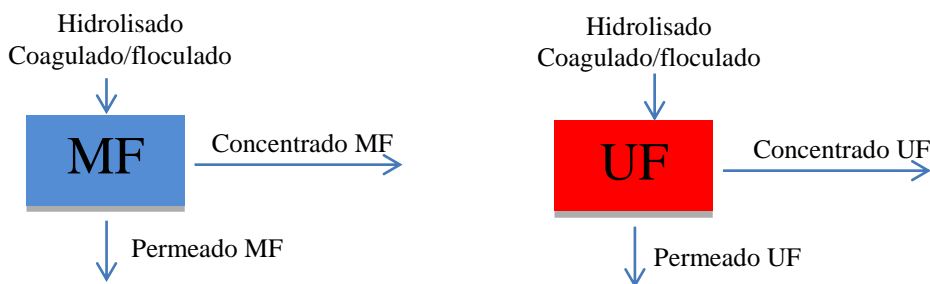 Hidrolisado
Coagulado/floculado
MF
Concentrado MF
Permeado MF
Hidrolisado
Coagulado/floculado
UF
Concentrado UF
Permeado UF